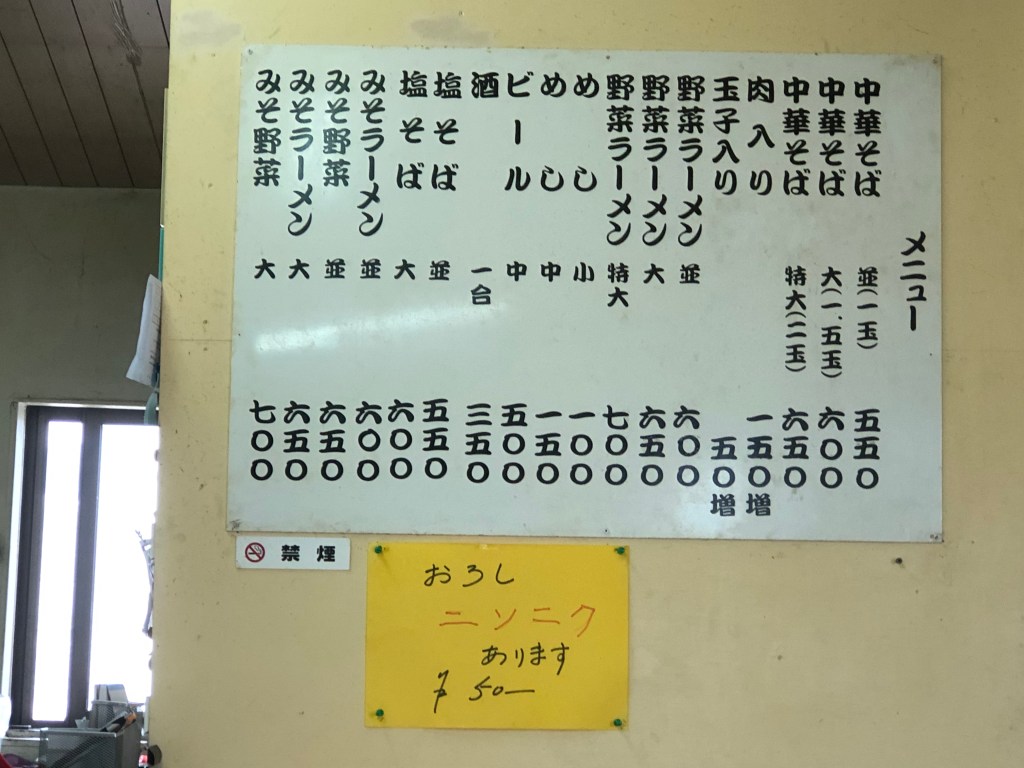 メニュー
中華そば 並(一玉) 五五〇
中華そば 大(一、五玉) 六〇〇
中華そば 特大(二玉) 六五〇
肉入り 一五〇増
玉子入り 五〇増
野菜ラーメン 並 六〇〇
野菜ラーメン 大 六五〇
野菜ラーメン 特大 七〇〇
めし 小 一〇〇
めし 中 一五〇
ビール 中 五〇〇
酒 一合 三五〇
塩そば 並 五五〇
塩そば 大 六〇〇
みそラーメン 並 六〇〇
みそ野菜 並 六五〇
みそラーメン 大 六五〇
みそ野菜 大 七〇〇
禁煙
おろし
ニンニク
あります
¥50ー